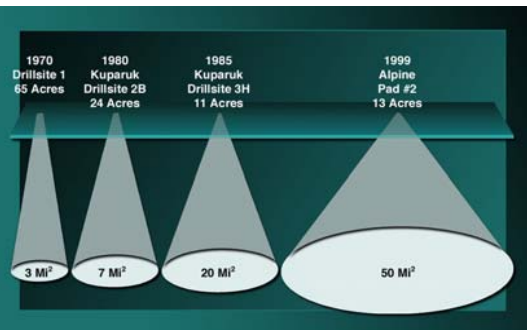 1970
Drillsite 1
65 Acres
1980
Kuparuk
Drillsite 2B
24 Acres
1985
Kuparuk
Drillsite 3H
11 Acres
1999
Alpine
Pad #2
13 Acres
3 Mi²
7 Mi²
20 Mi²
50 Mi²